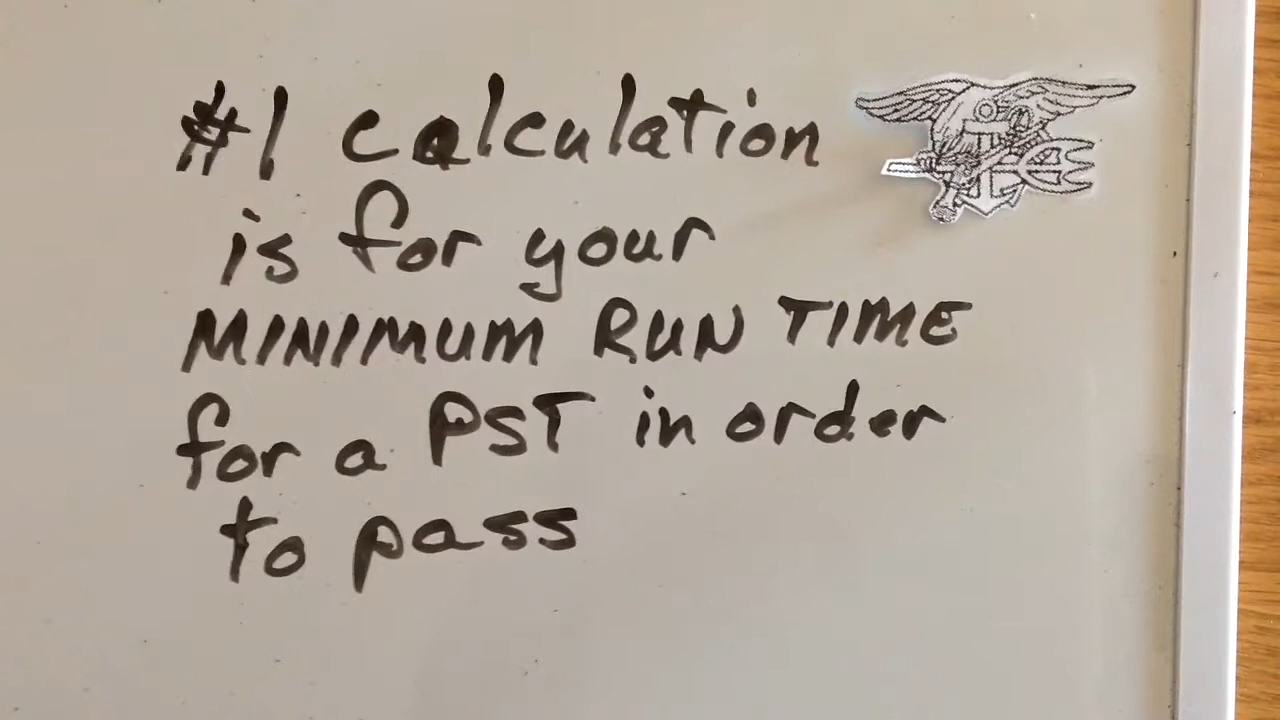 #1 calculation
is for your
MINIMUM RUN TIME
for a PST in order
to pass